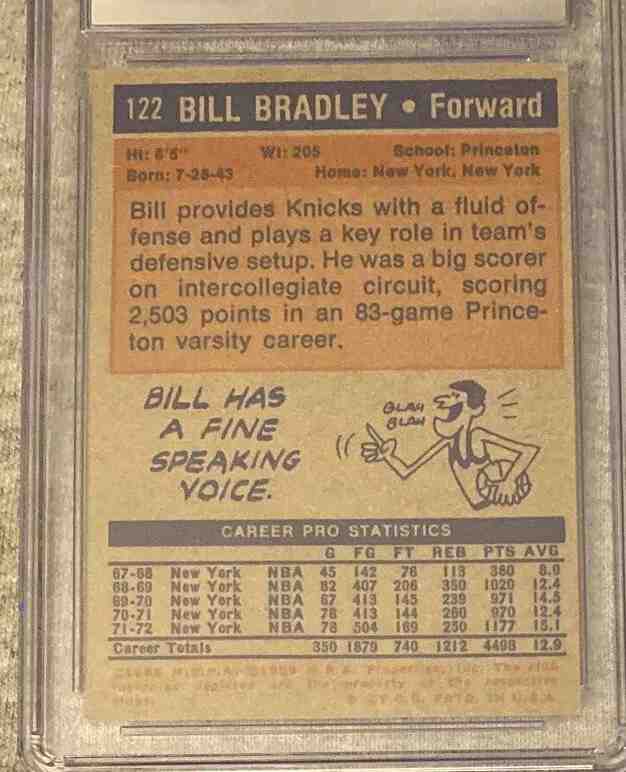 122 BILL BRADLEY • Forward
Ht: 6'5" Wt: 205 School: Princeton
Born: 7-28-43 Home: New York, New York
Bill provides Knicks with a fluid of-
fense and plays a key role in team's
defensive setup. He was a big scorer
on intercollegiate circuit, scoring
2,503 points in an 83-game Prince-
ton varsity career.
BILL HAS
A FINE
SPEAKING
VOICE.
BLAH
BLAH
CAREER PRO STATISTICS
G FG FT REB PTS AVG
67-68 New York NBA 45 142 76 113 360 8.0
68-69 New York NBA 82 407 206 350 1020 12.4
69-70 New York NBA 67 413 145 239 971 14.5
70-71 New York NBA 78 413 144 260 970 12.4
71-72 New York NBA 78 504 169 250 1177 15.1
Career Totals 350 1879 740 1212 4498 12.9